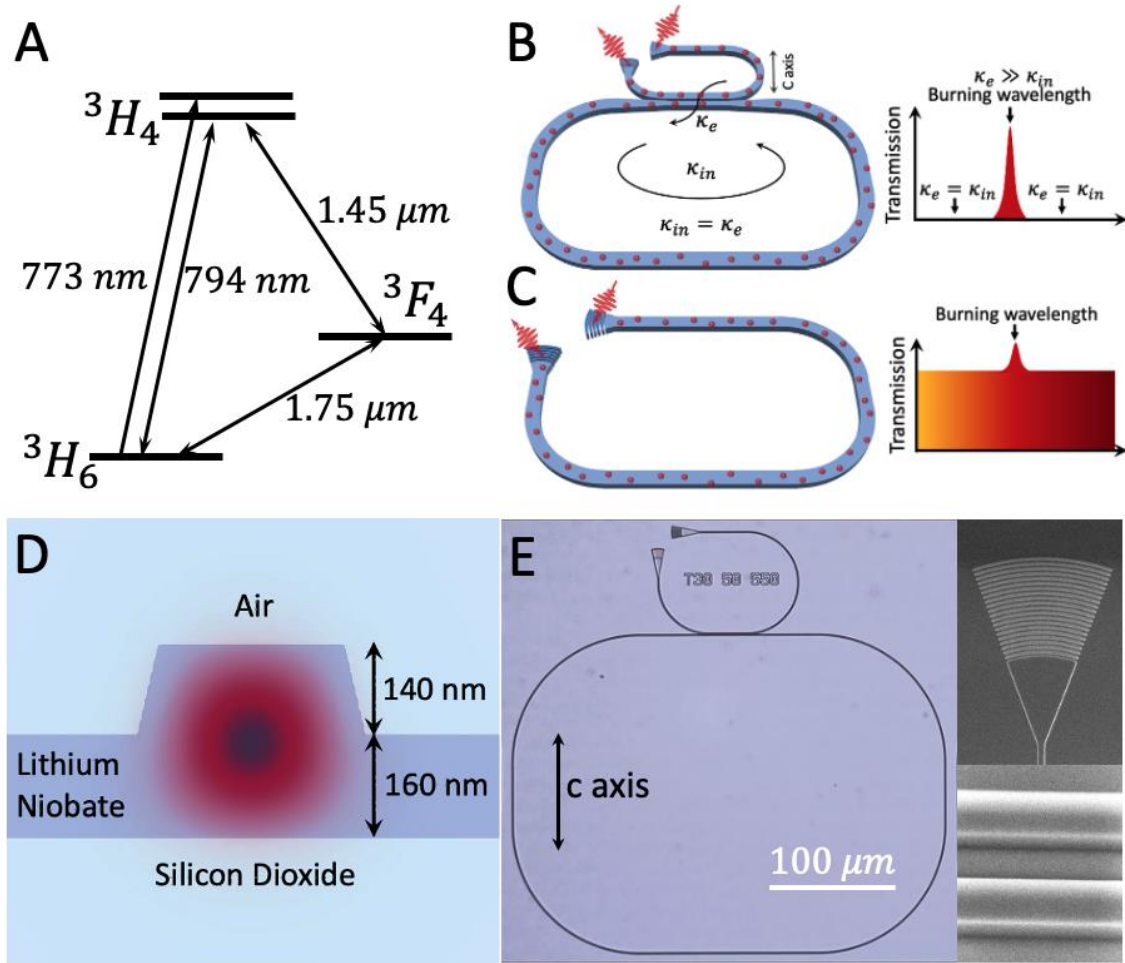 A
³H₄
1.45 μm
773 nm
794 nm
³F₄
1.75 μm
³H₆
B
C axis
κₑ
κᵢₙ
κᵢₙ = κₑ
κₑ ≫ κᵢₙ
Burning wavelength
Transmission
κₑ = κᵢₙ
κₑ = κᵢₙ
C
Burning wavelength
Transmission
D
Air
140 nm
Lithium
Niobate
160 nm
Silicon Dioxide
E
T30 50 550
c axis
100 μm